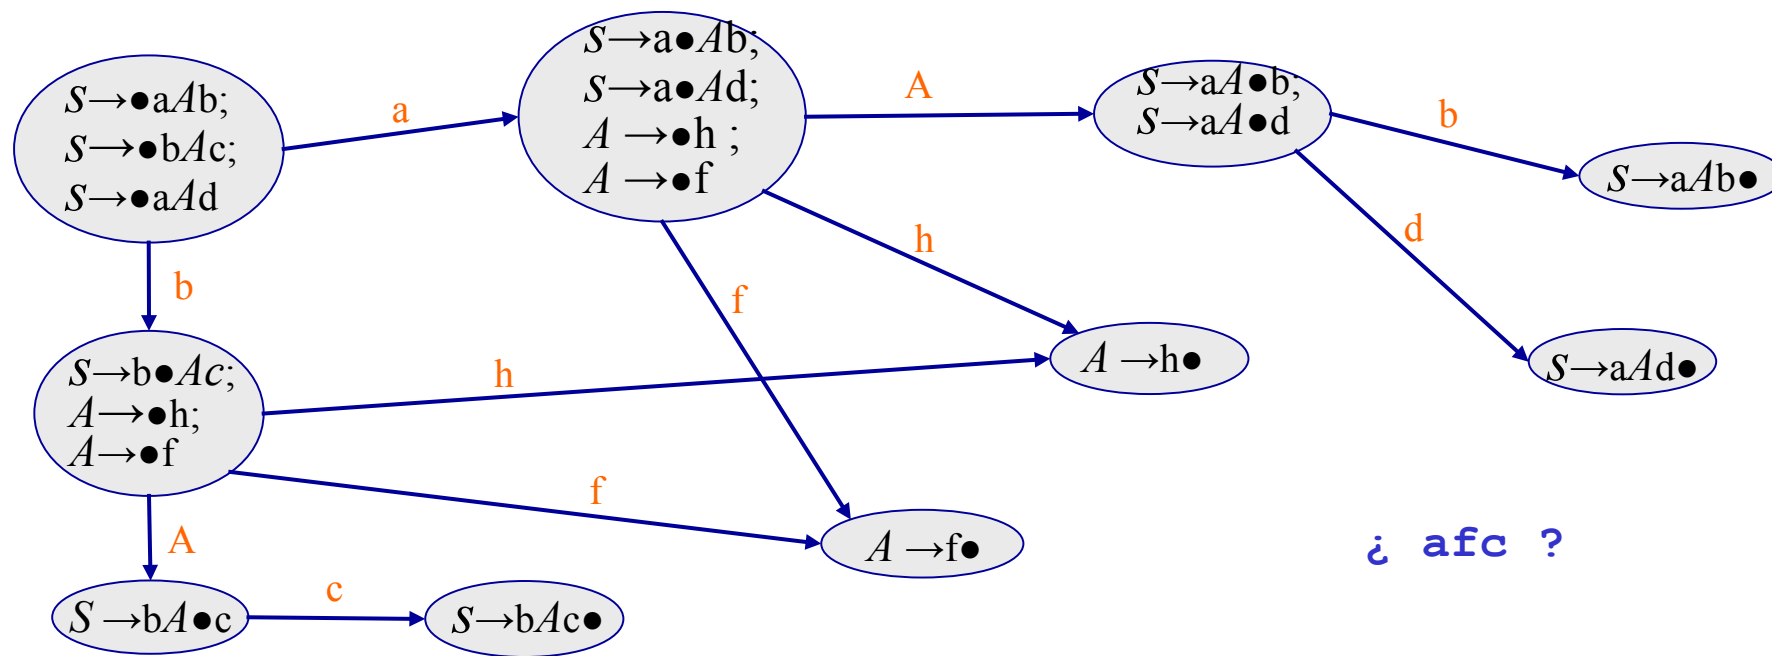 S→●aAb;
S→●bAc;
S→●aAd
a
S→a●Ab;
S→a●Ad;
A →●h ;
A →●f
A
S→aA●b;
S→aA●d
b
S→aAb●
d
S→aAd●
h
f
A →h●
b
S→b●Ac;
A→●h;
A→●f
h
f
A →f●
A
S →bA●c
c
S→bAc●
¿ afc ?